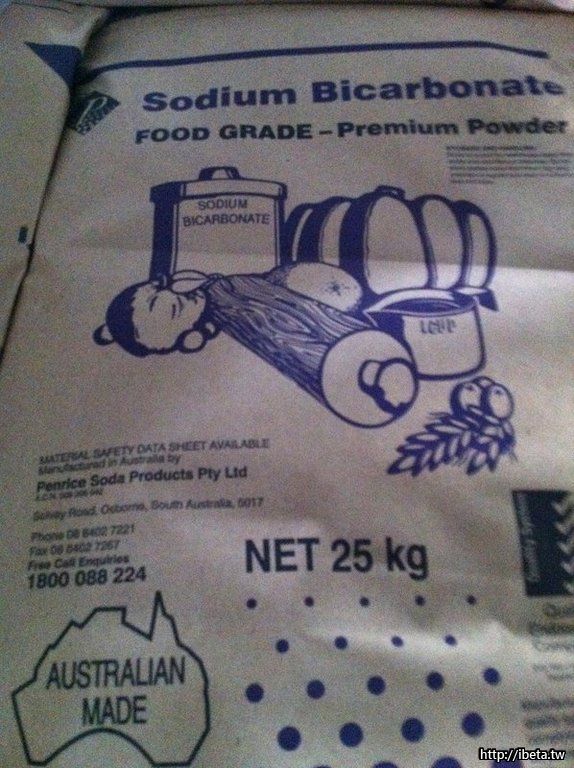 Sodium Bicarbonate
FOOD GRADE – Premium Powder
SODIUM
BICARBONATE
1 CUP
MATERIAL SAFETY DATA SHEET AVAILABLE
Manufactured in Australia by
Penrice Soda Products Pty Ltd
Solvay Road, Osborne, South Australia, 5017
Phone 08 8402 7221
Fax 08 8402 7267
Free Call Enquiries
1800 088 224
NET 25 kg
AUSTRALIAN
MADE
http://ibeta.tw